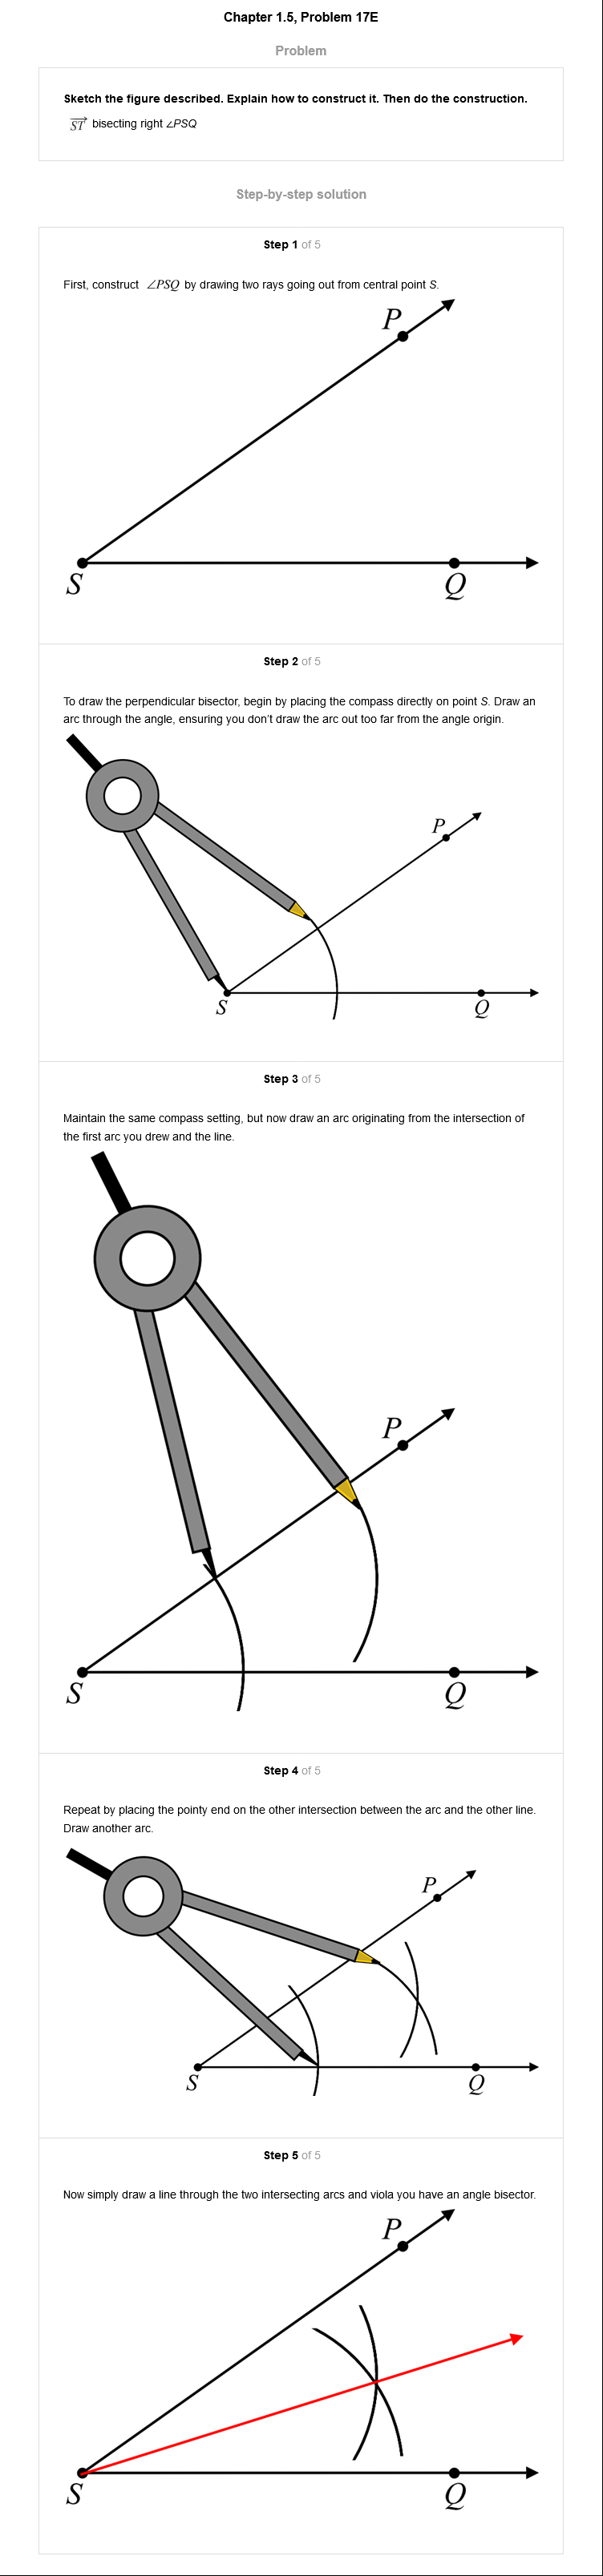 Chapter 1.5, Problem 17E
Problem
Sketch the figure described. Explain how to construct it. Then do the construction.
ST bisecting right ∠PSQ
Step-by-step solution
Step 1 of 5
First, construct ∠PSQ by drawing two rays going out from central point S.
P
S
Q
Step 2 of 5
To draw the perpendicular bisector, begin by placing the compass directly on point S. Draw an
arc through the angle, ensuring you don't draw the arc out too far from the angle origin.
P
S
Q
Step 3 of 5
Maintain the same compass setting, but now draw an arc originating from the intersection of
the first arc you drew and the line.
P
S
Q
Step 4 of 5
Repeat by placing the pointy end on the other intersection between the arc and the other line.
Draw another arc.
P
S
Q
Step 5 of 5
Now simply draw a line through the two intersecting arcs and viola you have an angle bisector.
P
S
Q